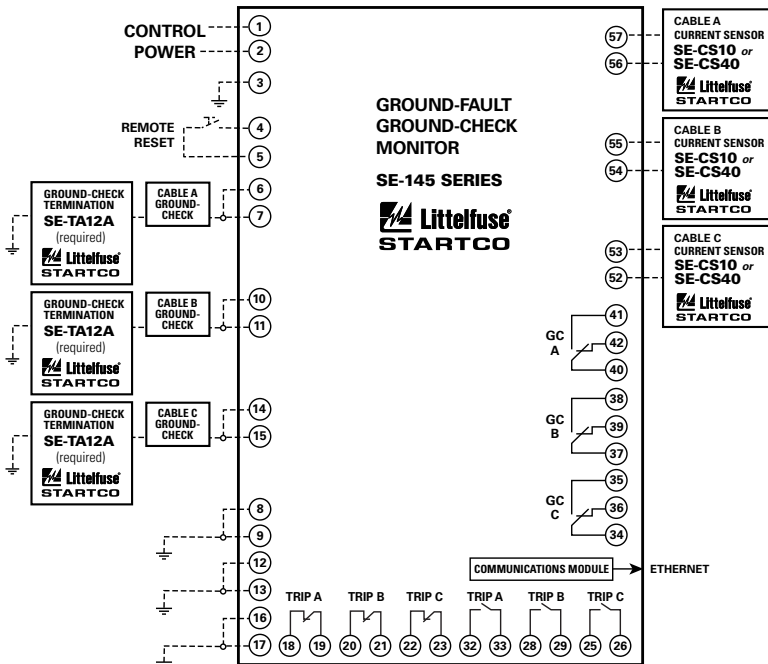 CONTROL
POWER
1
2
3
REMOTE
RESET
4
5
GROUND-CHECK
TERMINATION
SE-TA12A
(required)
Littelfuse®
STARTCO
CABLE A
GROUND-
CHECK
6
7
GROUND-CHECK
TERMINATION
SE-TA12A
(required)
Littelfuse®
STARTCO
CABLE B
GROUND-
CHECK
10
11
GROUND-CHECK
TERMINATION
SE-TA12A
(required)
Littelfuse®
STARTCO
CABLE C
GROUND-
CHECK
14
15
8
9
12
13
16
17
GROUND-FAULT
GROUND-CHECK
MONITOR
SE-145 SERIES
Littelfuse®
STARTCO
57
56
CABLE A
CURRENT SENSOR
SE-CS10 or
SE-CS40
Littelfuse®
STARTCO
55
54
CABLE B
CURRENT SENSOR
SE-CS10 or
SE-CS40
Littelfuse®
STARTCO
53
52
CABLE C
CURRENT SENSOR
SE-CS10 or
SE-CS40
Littelfuse®
STARTCO
GC
A
41
42
40
GC
B
38
39
37
GC
C
35
36
34
COMMUNICATIONS MODULE
ETHERNET
TRIP A TRIP B TRIP C TRIP A TRIP B TRIP C
18 19 20 21 22 23 32 33 28 29 25 26